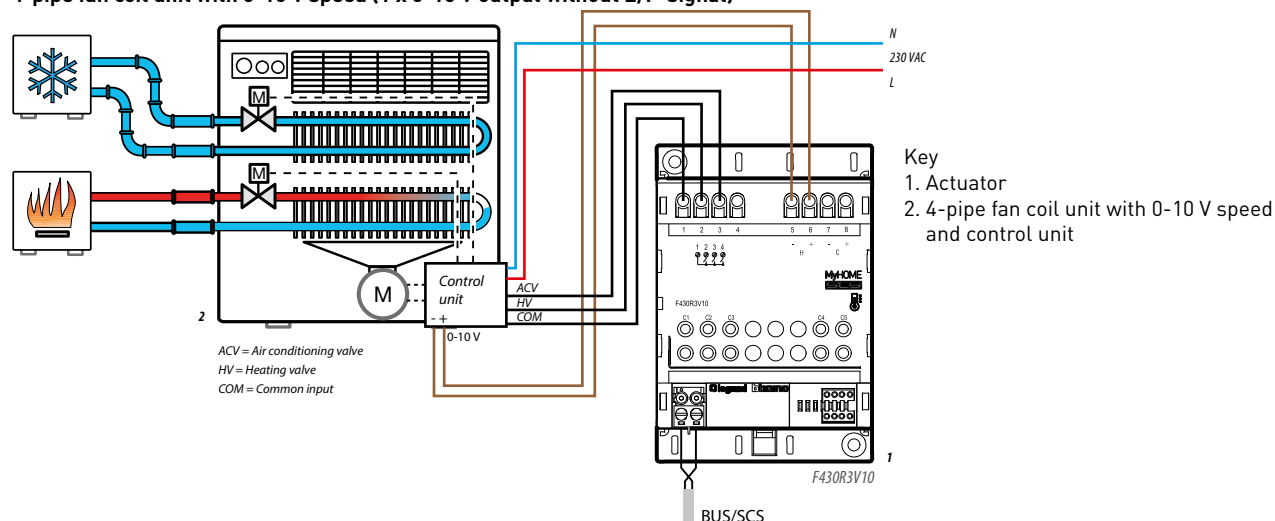 4-pipe fan coil unit with 0-10 V Speed (1 x 0-10 V output without E/I* Signal)
N
230 VAC
L
M
M
M
Control
unit
- +
0-10 V
ACV
HV
COM
2
ACV = Air conditioning valve
HV = Heating valve
COM = Common input
1 2 3 4 5 6 7 8
- + - +
H C
1 2 3 4
MyHOME
F430R3V10
C1 C2 C3 C4 C5
legrand bticino
1
F430R3V10
BUS/SCS
Key
1. Actuator
2. 4-pipe fan coil unit with 0-10 V speed
and control unit